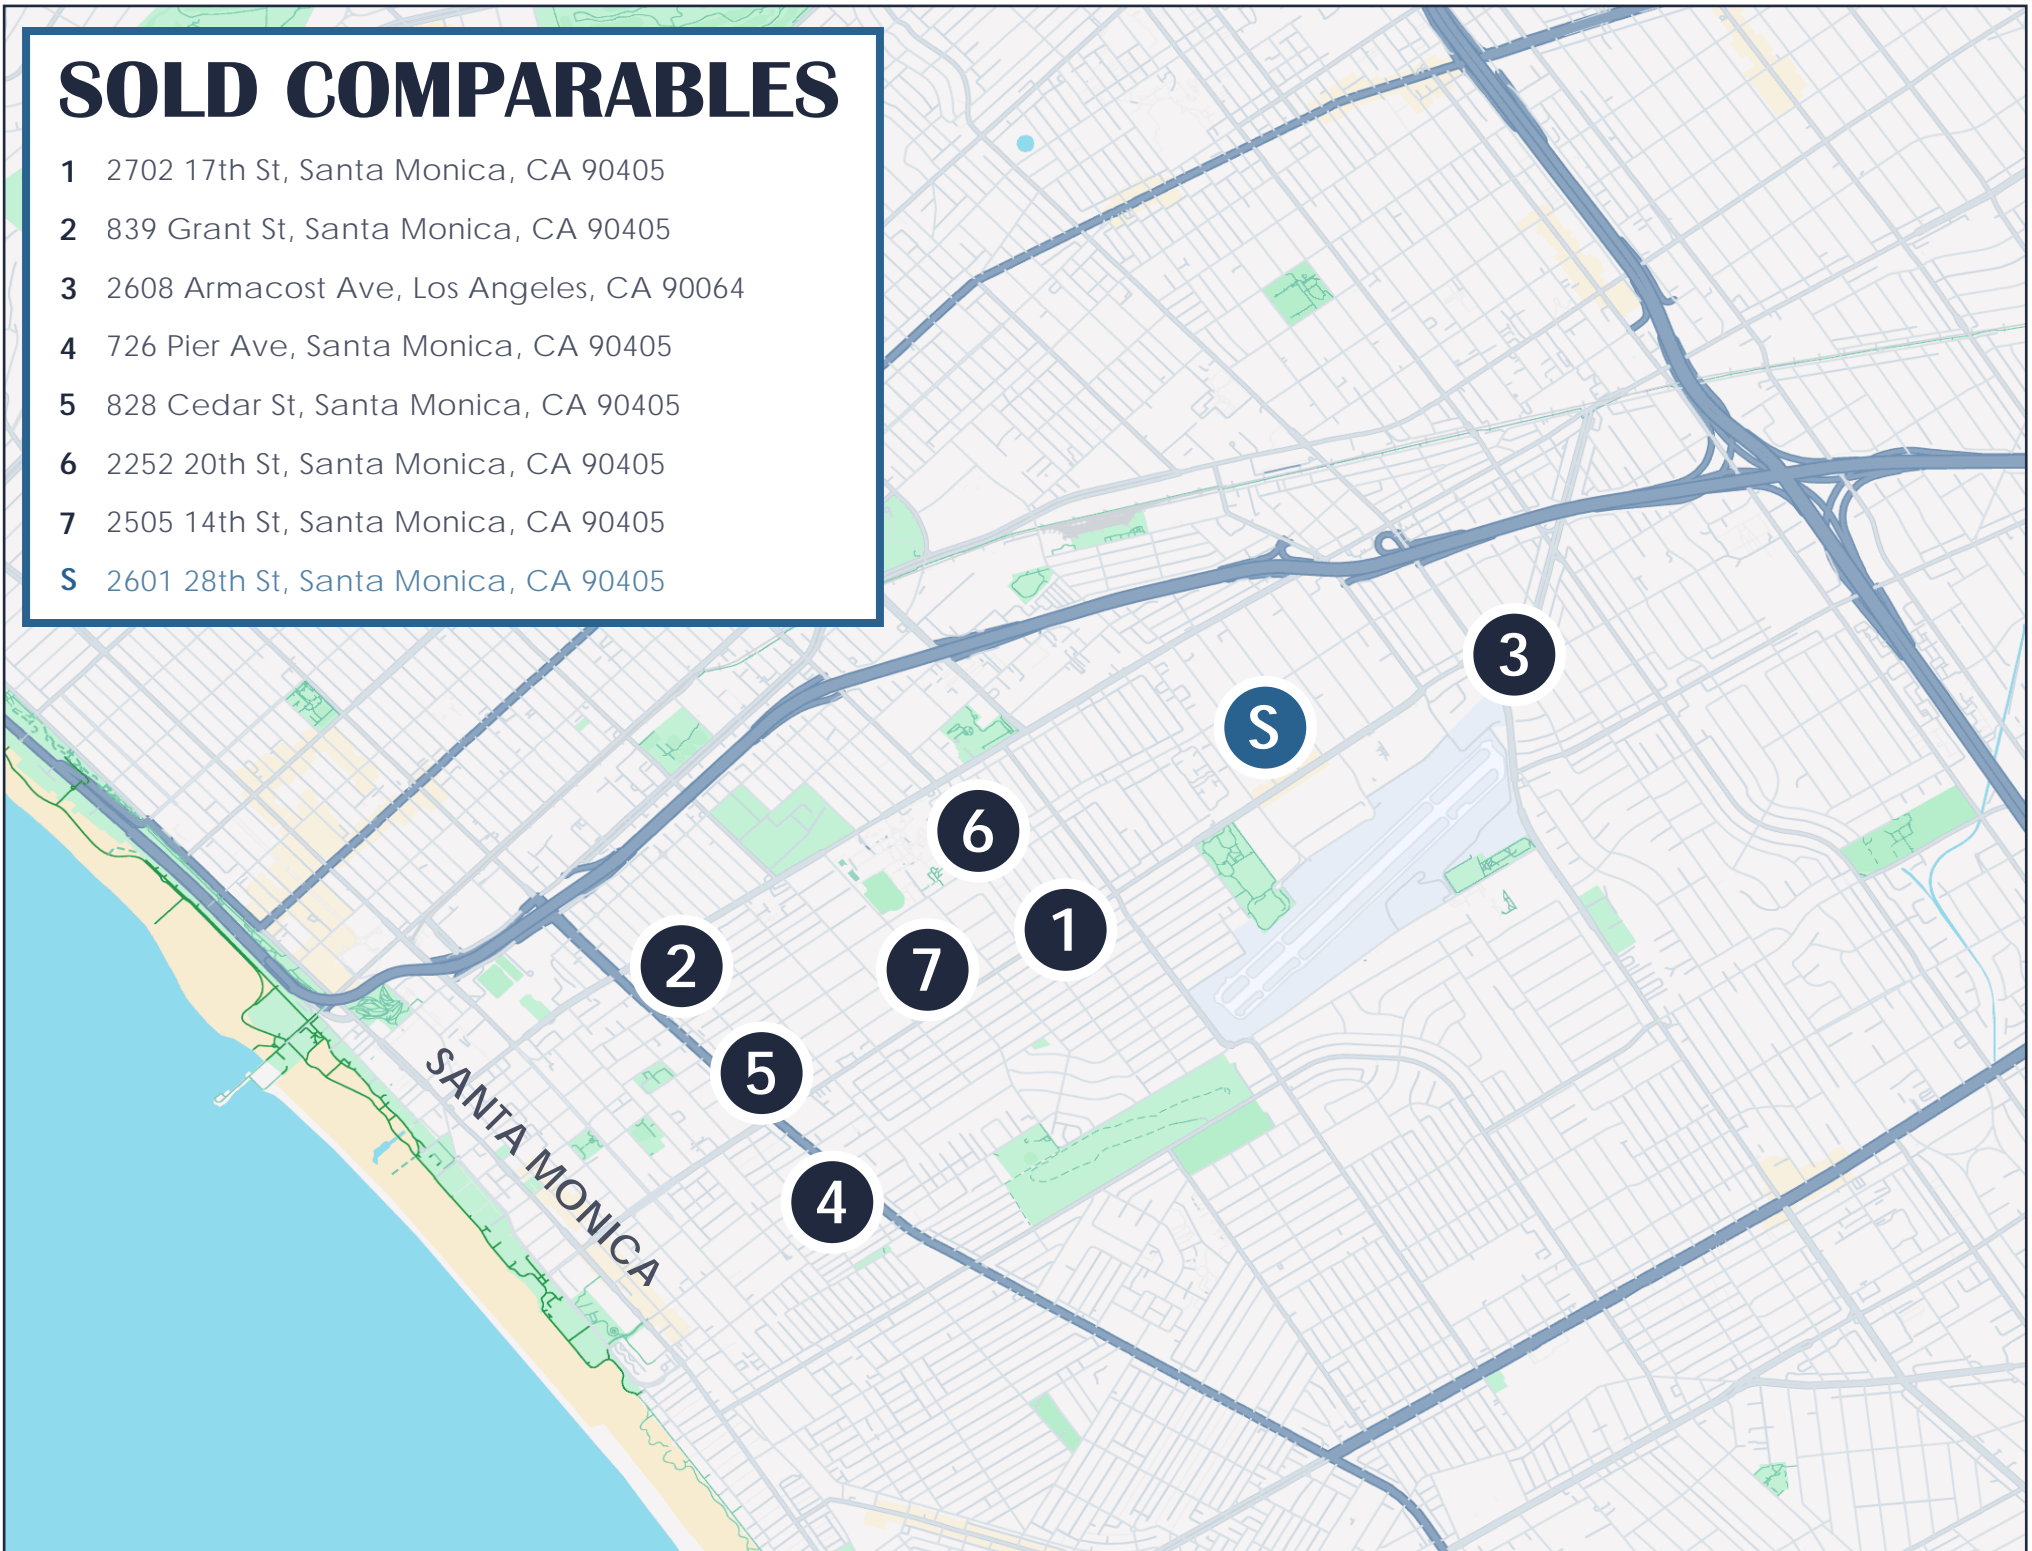 SOLD COMPARABLES
1 2702 17th St, Santa Monica, CA 90405
2 839 Grant St, Santa Monica, CA 90405
3 2608 Armacost Ave, Los Angeles, CA 90064
4 726 Pier Ave, Santa Monica, CA 90405
5 828 Cedar St, Santa Monica, CA 90405
6 2252 20th St, Santa Monica, CA 90405
7 2505 14th St, Santa Monica, CA 90405
S 2601 28th St, Santa Monica, CA 90405
3
S
6
1
2
7
5
4
SANTA MONICA